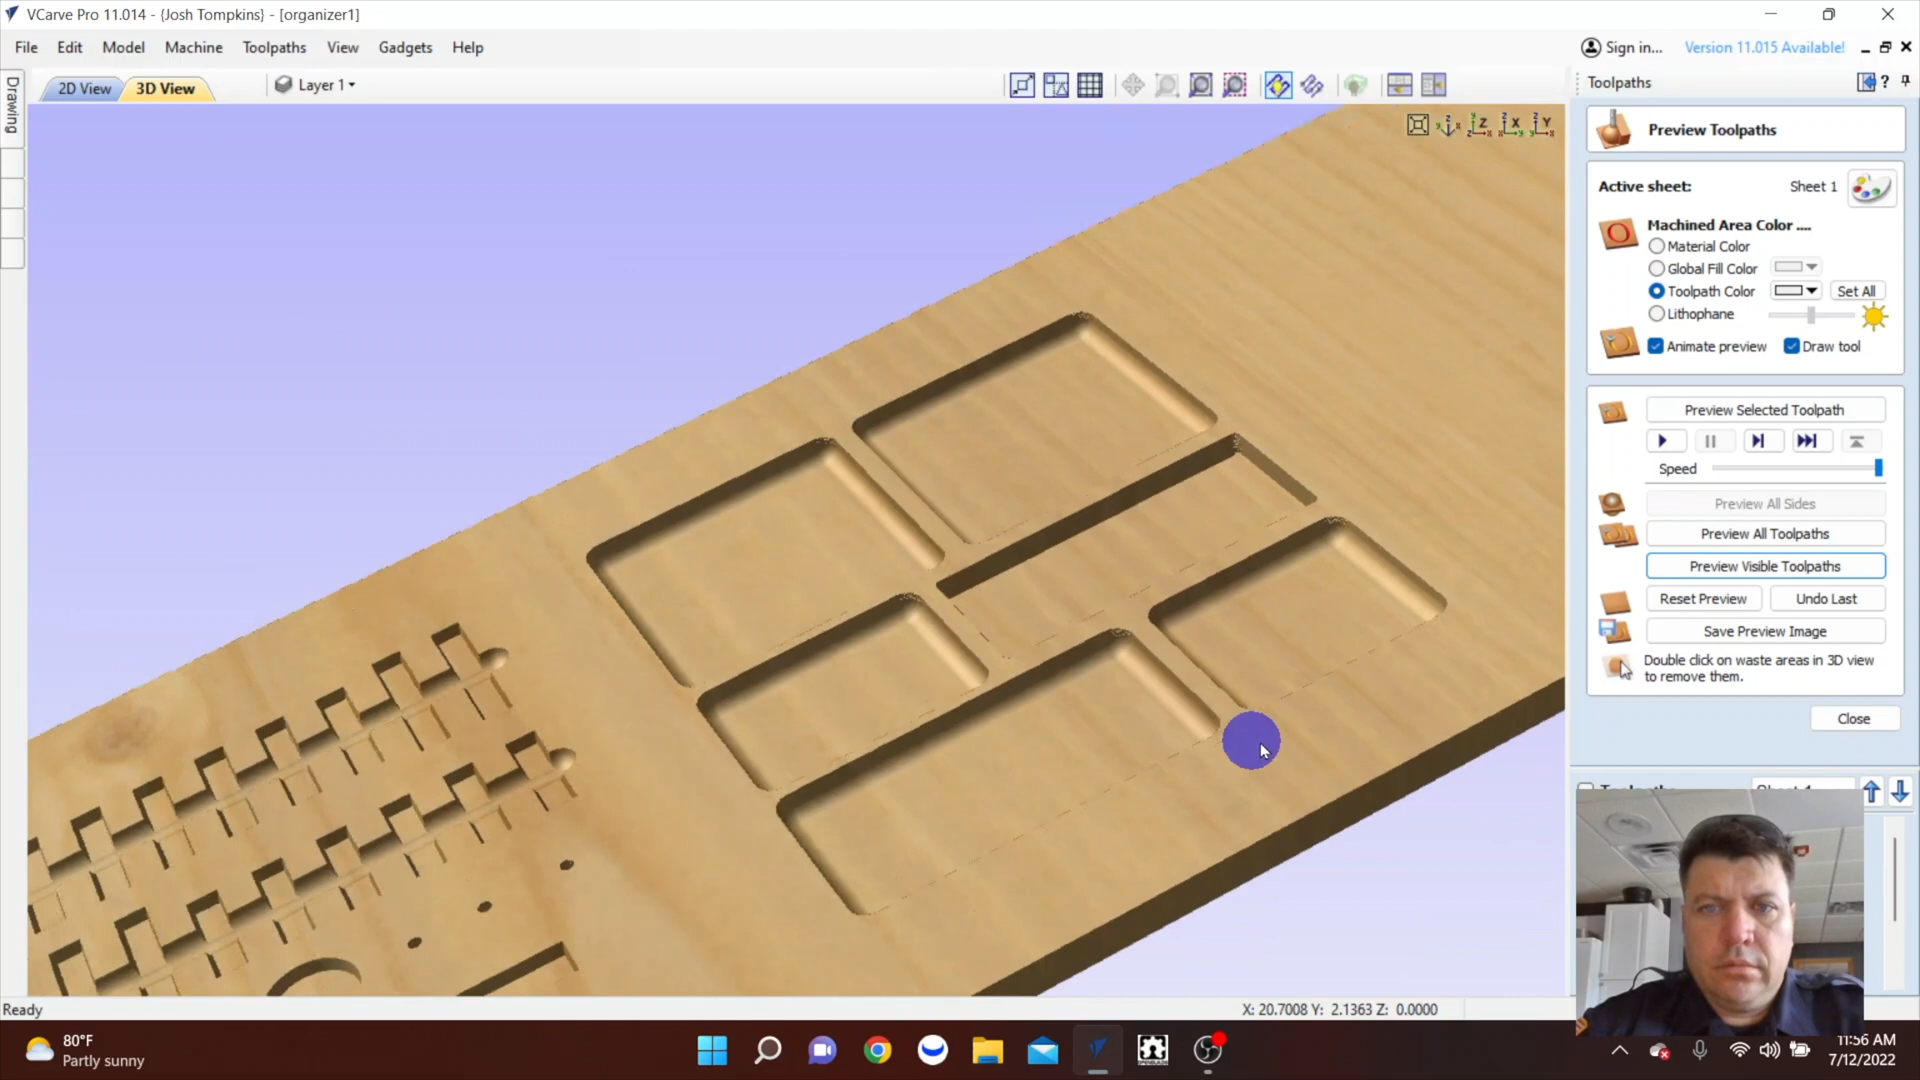 VCarve Pro 11.014 - {Josh Tompkins} - [organizer1]
File Edit Model Machine Toolpaths View Gadgets Help
Sign in... Version 11.015 Available!
Drawing
2D View 3D View Layer 1
Toolpaths
Preview Toolpaths
Active sheet: Sheet 1
Machined Area Color ....
Material Color
Global Fill Color
Toolpath Color Set All
Lithophane
Animate preview Draw tool
Preview Selected Toolpath
Speed
Preview All Sides
Preview All Toolpaths
Preview Visible Toolpaths
Reset Preview Undo Last
Save Preview Image
Double click on waste areas in 3D view
to remove them.
Close
Ready X: 20.7008 Y: 2.1363 Z: 0.0000
80°F
Partly sunny
11:56 AM
7/12/2022